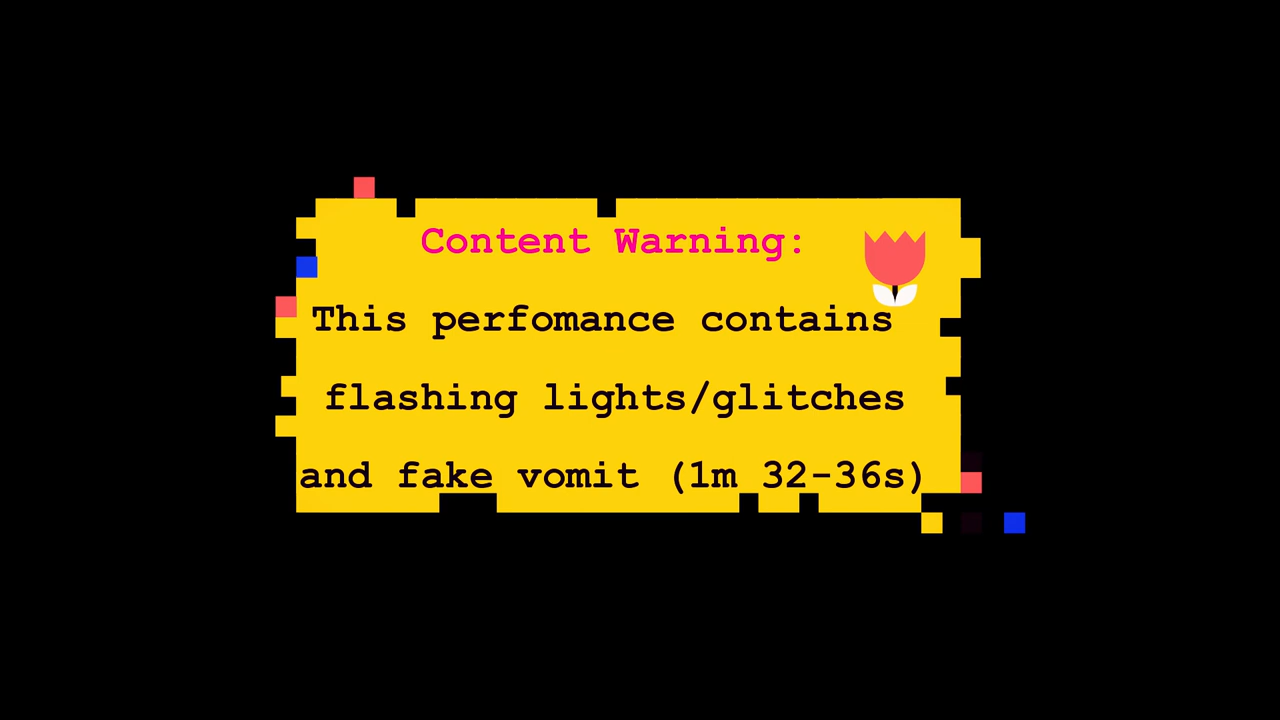 Content Warning:
This perfomance contains
flashing lights/glitches
and fake vomit (1m 32-36s)